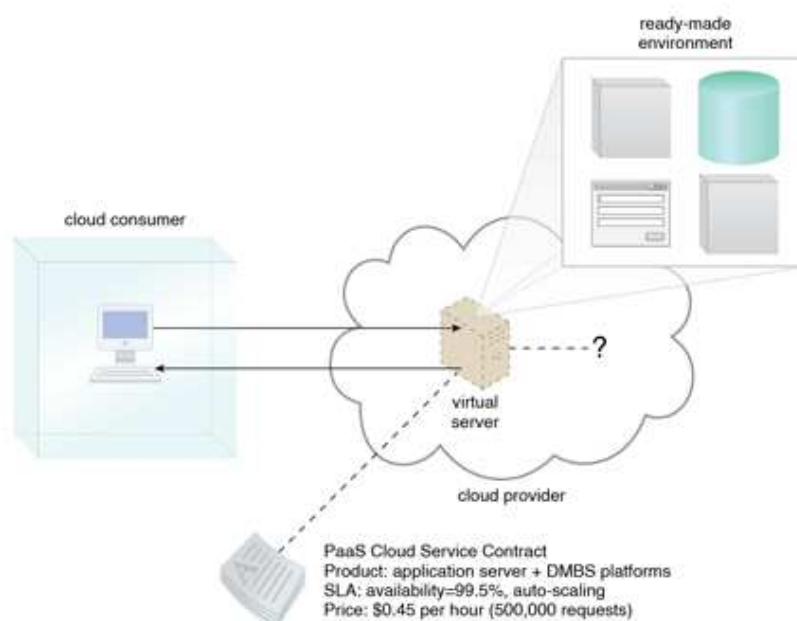 ready-made
environment
cloud consumer
?
virtual
server
cloud provider
PaaS Cloud Service Contract
Product: application server + DMBS platforms
SLA: availability=99.5%, auto-scaling
Price: $0.45 per hour (500,000 requests)